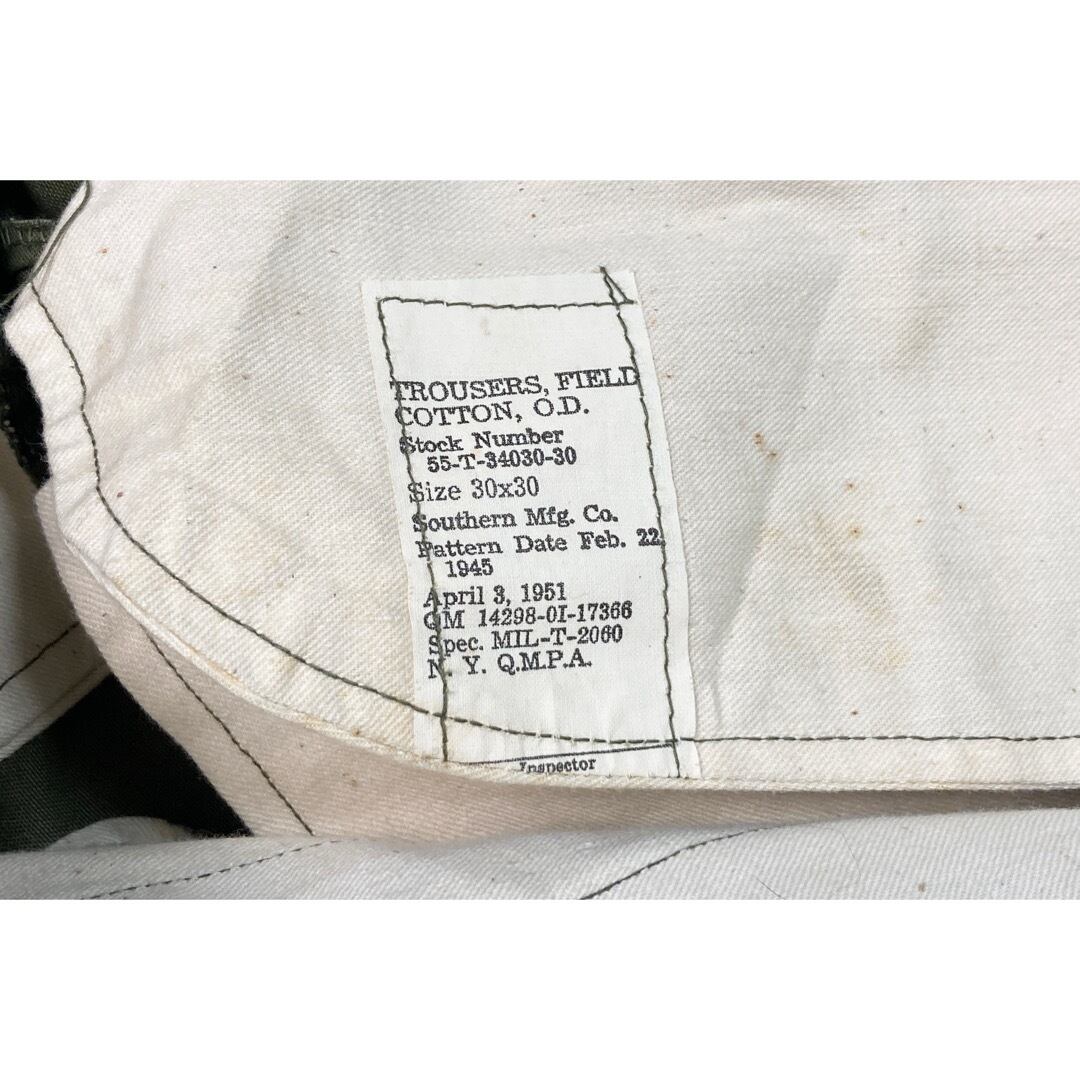 TROUSERS, FIELD
COTTON, O.D.
Stock Number
55-T-34030-30
Size 30x30
Southern Mfg. Co.
Pattern Date Feb. 22
1945
April 3, 1951
QM 14298-OI-17366
Spec. MIL-T-2060
N. Y. Q.M.P.A.
Inspector